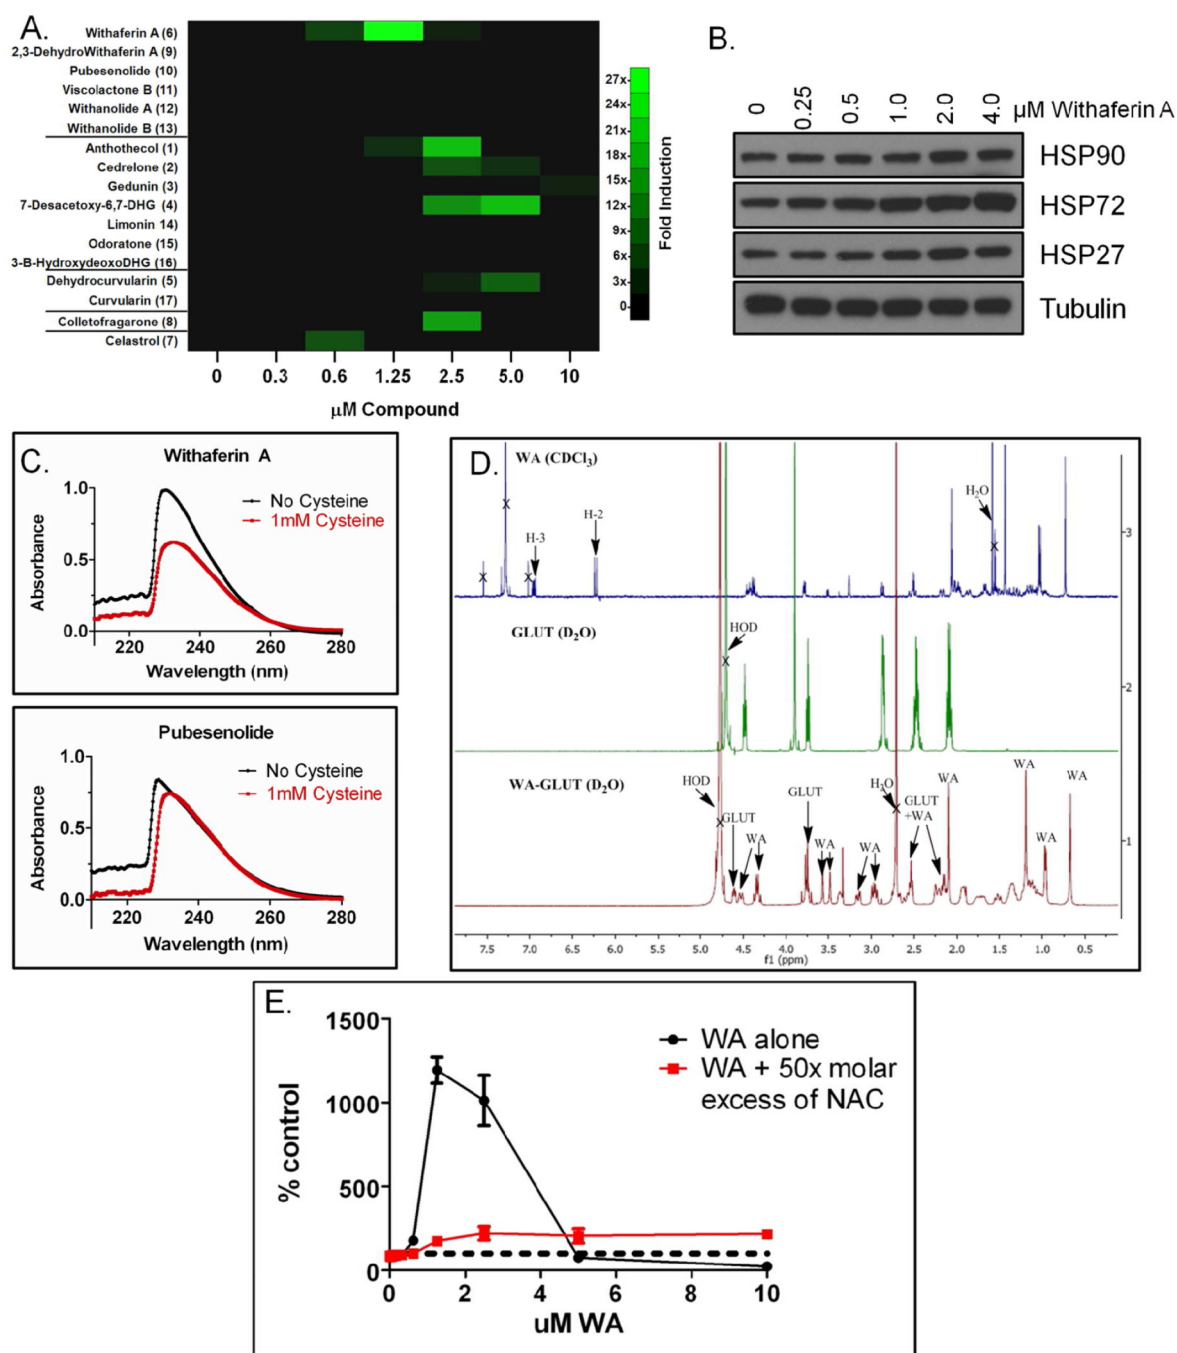 A.
Withaferin A (6)
2,3-DehydroWithaferin A (9)
Pubesenolide (10)
Viscolactone B (11)
Withanolide A (12)
Withanolide B (13)
Anthothecol (1)
Cedrelone (2)
Gedunin (3)
7-Desacetoxy-6,7-DHG (4)
Limonin 14)
Odoratone (15)
3-B-HydroxydeoxoDHG (16)
Dehydrocurvularin (5)
Curvularin (17)
Colletofragarone (8)
Celastrol (7)
0 0.3 0.6 1.25 2.5 5.0 10
µM Compound
27x
24x
21x
18x
15x
12x
9x
6x
3x
0
Fold Induction
B.
0 0.25 0.5 1.0 2.0 4.0 µM Withaferin A
HSP90
HSP72
HSP27
Tubulin
C.
Withaferin A
No Cysteine
1mM Cysteine
Absorbance
1.0
0.5
0.0
220 240 260 280
Wavelength (nm)
Pubesenolide
No Cysteine
1mM Cysteine
Absorbance
1.0
0.5
0.0
220 240 260 280
Wavelength (nm)
D.
WA (CDCl₃)
H-3
H-2
H₂O
3
GLUT (D₂O)
HOD
2
WA-GLUT (D₂O)
HOD
GLUT
WA
GLUT
WA
WA
H₂O
GLUT
+WA
WA
WA
WA
WA
1
7.5 7.0 6.5 6.0 5.5 5.0 4.5 4.0 3.5 3.0 2.5 2.0 1.5 1.0 0.5
f1 (ppm)
E.
WA alone
WA + 50x molar
excess of NAC
% control
1500
1000
500
0
0 2 4 6 8 10
uM WA